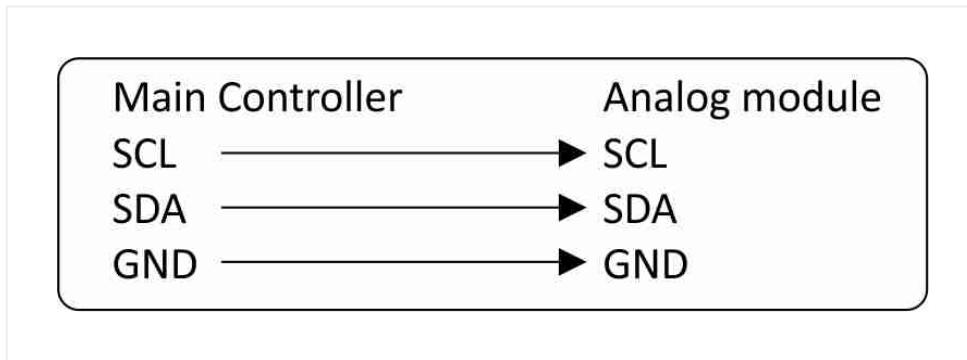 Main Controller Analog module
SCL SCL
SDA SDA
GND GND